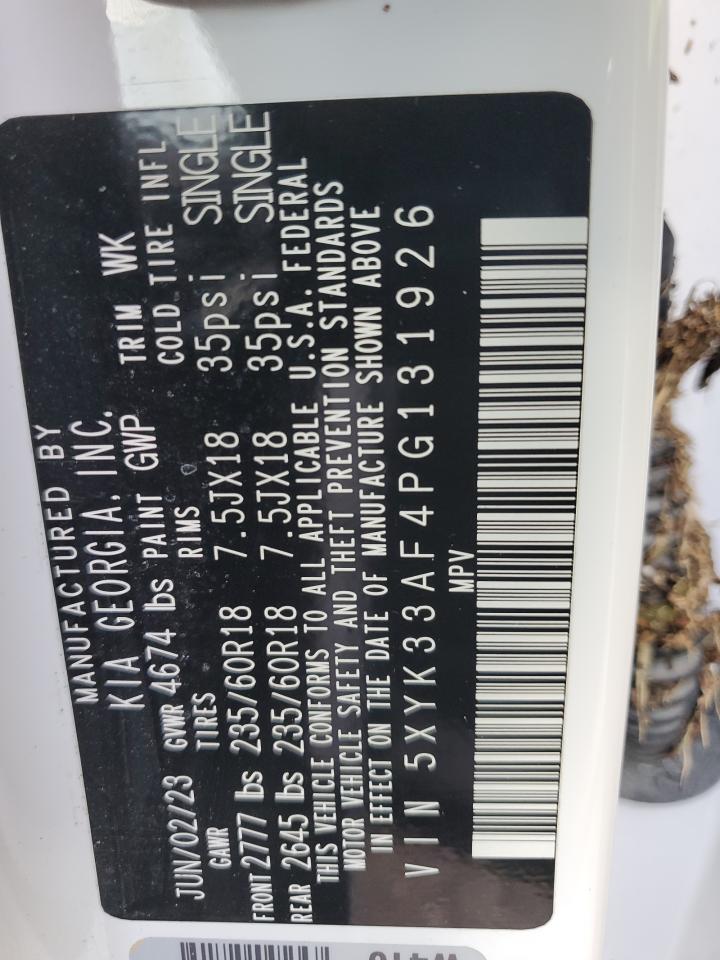 MANUFACTURED BY
KIA GEORGIA, INC.
JUN/02/23 GVWR 4674 lbs PAINT GWP TRIM WK
GAWR TIRES RIMS COLD TIRE INFL
FRONT 2777 lbs 235/60R18 7.5JX18 35psi SINGLE
REAR 2645 lbs 235/60R18 7.5JX18 35psi SINGLE
THIS VEHICLE CONFORMS TO ALL APPLICABLE U.S.A. FEDERAL
MOTOR VEHICLE SAFETY AND THEFT PREVENTION STANDARDS
IN EFFECT ON THE DATE OF MANUFACTURE SHOWN ABOVE
VIN 5XYK33AF4PG131926
MPV